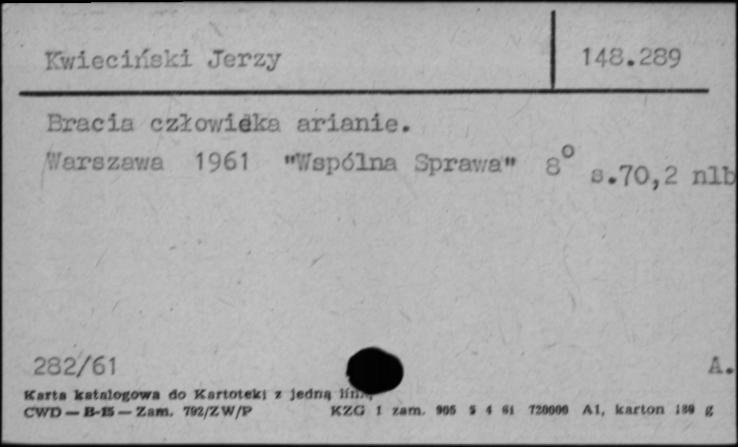 Kwieciński Jerzy 148.289
Bracia człowieka arianie.
Warszawa 1961 "Wspólna Sprawa" 8° s.70,2 nlb
282/61 A.
Karta katalogowa do Kartoteki z jedną
CWD — B-15 — Zam. 792/ZW/P KZG 1 zam. 905 5 4 61 720000 A1, karton 180 g